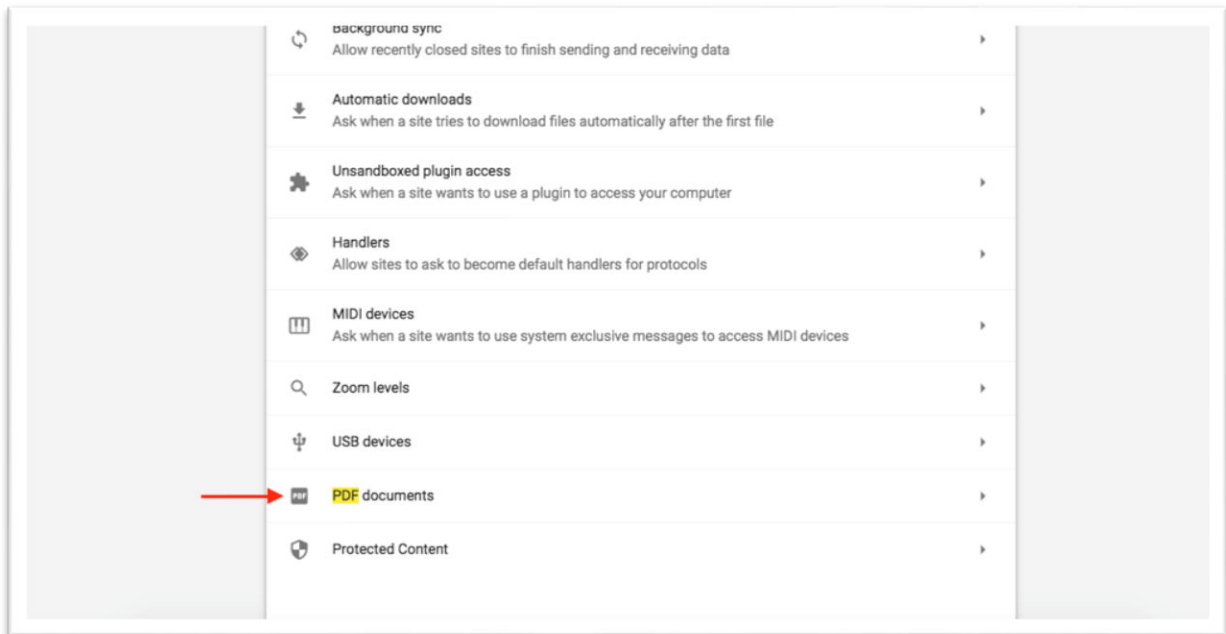 Background sync
Allow recently closed sites to finish sending and receiving data
Automatic downloads
Ask when a site tries to download files automatically after the first file
Unsandboxed plugin access
Ask when a site wants to use a plugin to access your computer
Handlers
Allow sites to ask to become default handlers for protocols
MIDI devices
Ask when a site wants to use system exclusive messages to access MIDI devices
Zoom levels
USB devices
PDF PDF documents
Protected Content